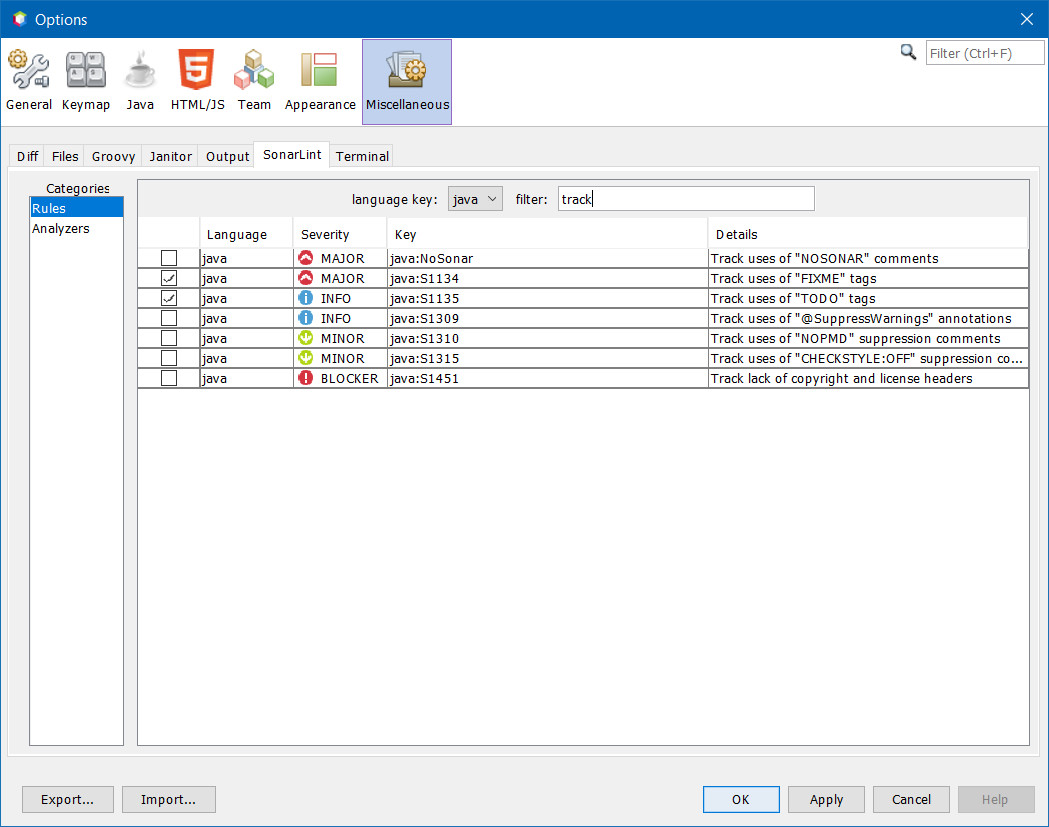 Options
Filter (Ctrl+F)
General Keymap Java HTML/JS Team Appearance Miscellaneous
Diff Files Groovy Janitor Output SonarLint Terminal
Categories
Rules
Analyzers
language key: java filter: track
Language Severity Key Details
java MAJOR java:NoSonar Track uses of "NOSONAR" comments
java MAJOR java:S1134 Track uses of "FIXME" tags
java INFO java:S1135 Track uses of "TODO" tags
java INFO java:S1309 Track uses of "@SuppressWarnings" annotations
java MINOR java:S1310 Track uses of "NOPMD" suppression comments
java MINOR java:S1315 Track uses of "CHECKSTYLE:OFF" suppression co...
java BLOCKER java:S1451 Track lack of copyright and license headers
Export... Import... OK Apply Cancel Help